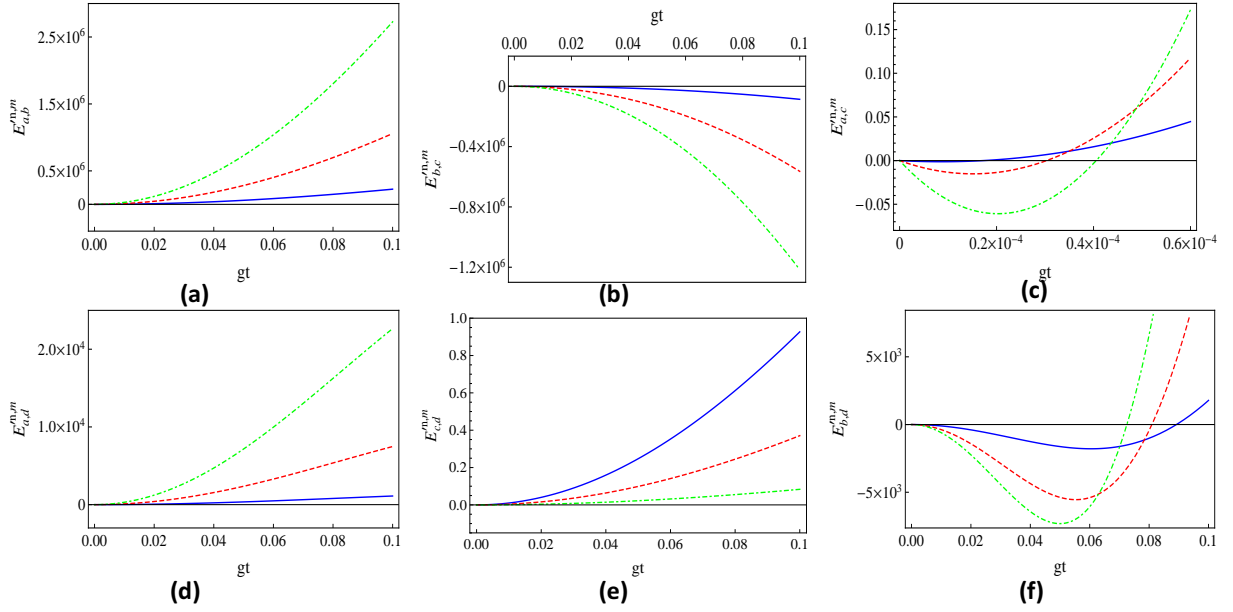 E′ⁿ,ᵐ a,b
2.5×10⁶
1.5×10⁶
0.5×10⁶
0
0.00 0.02 0.04 0.06 0.08 0.1
gt
(a)
gt
0.00 0.02 0.04 0.06 0.08 0.1
E′ⁿ,ᵐ b,c
0
−0.4×10⁶
−0.8×10⁶
−1.2×10⁶
(b)
E′ⁿ,ᵐ a,c
0.15
0.10
0.05
0.00
−0.05
0 0.2×10⁻⁴ 0.4×10⁻⁴ 0.6×10⁻⁴
gt
(c)
E′ⁿ,ᵐ a,d
2.0×10⁴
1.0×10⁴
0
0.00 0.02 0.04 0.06 0.08 0.1
gt
(d)
E′ⁿ,ᵐ c,d
1.0
0.8
0.6
0.4
0.2
0.0
0.00 0.02 0.04 0.06 0.08 0.1
gt
(e)
E′ⁿ,ᵐ b,d
5×10³
0
−5×10³
0.00 0.02 0.04 0.06 0.08 0.1
gt
(f)